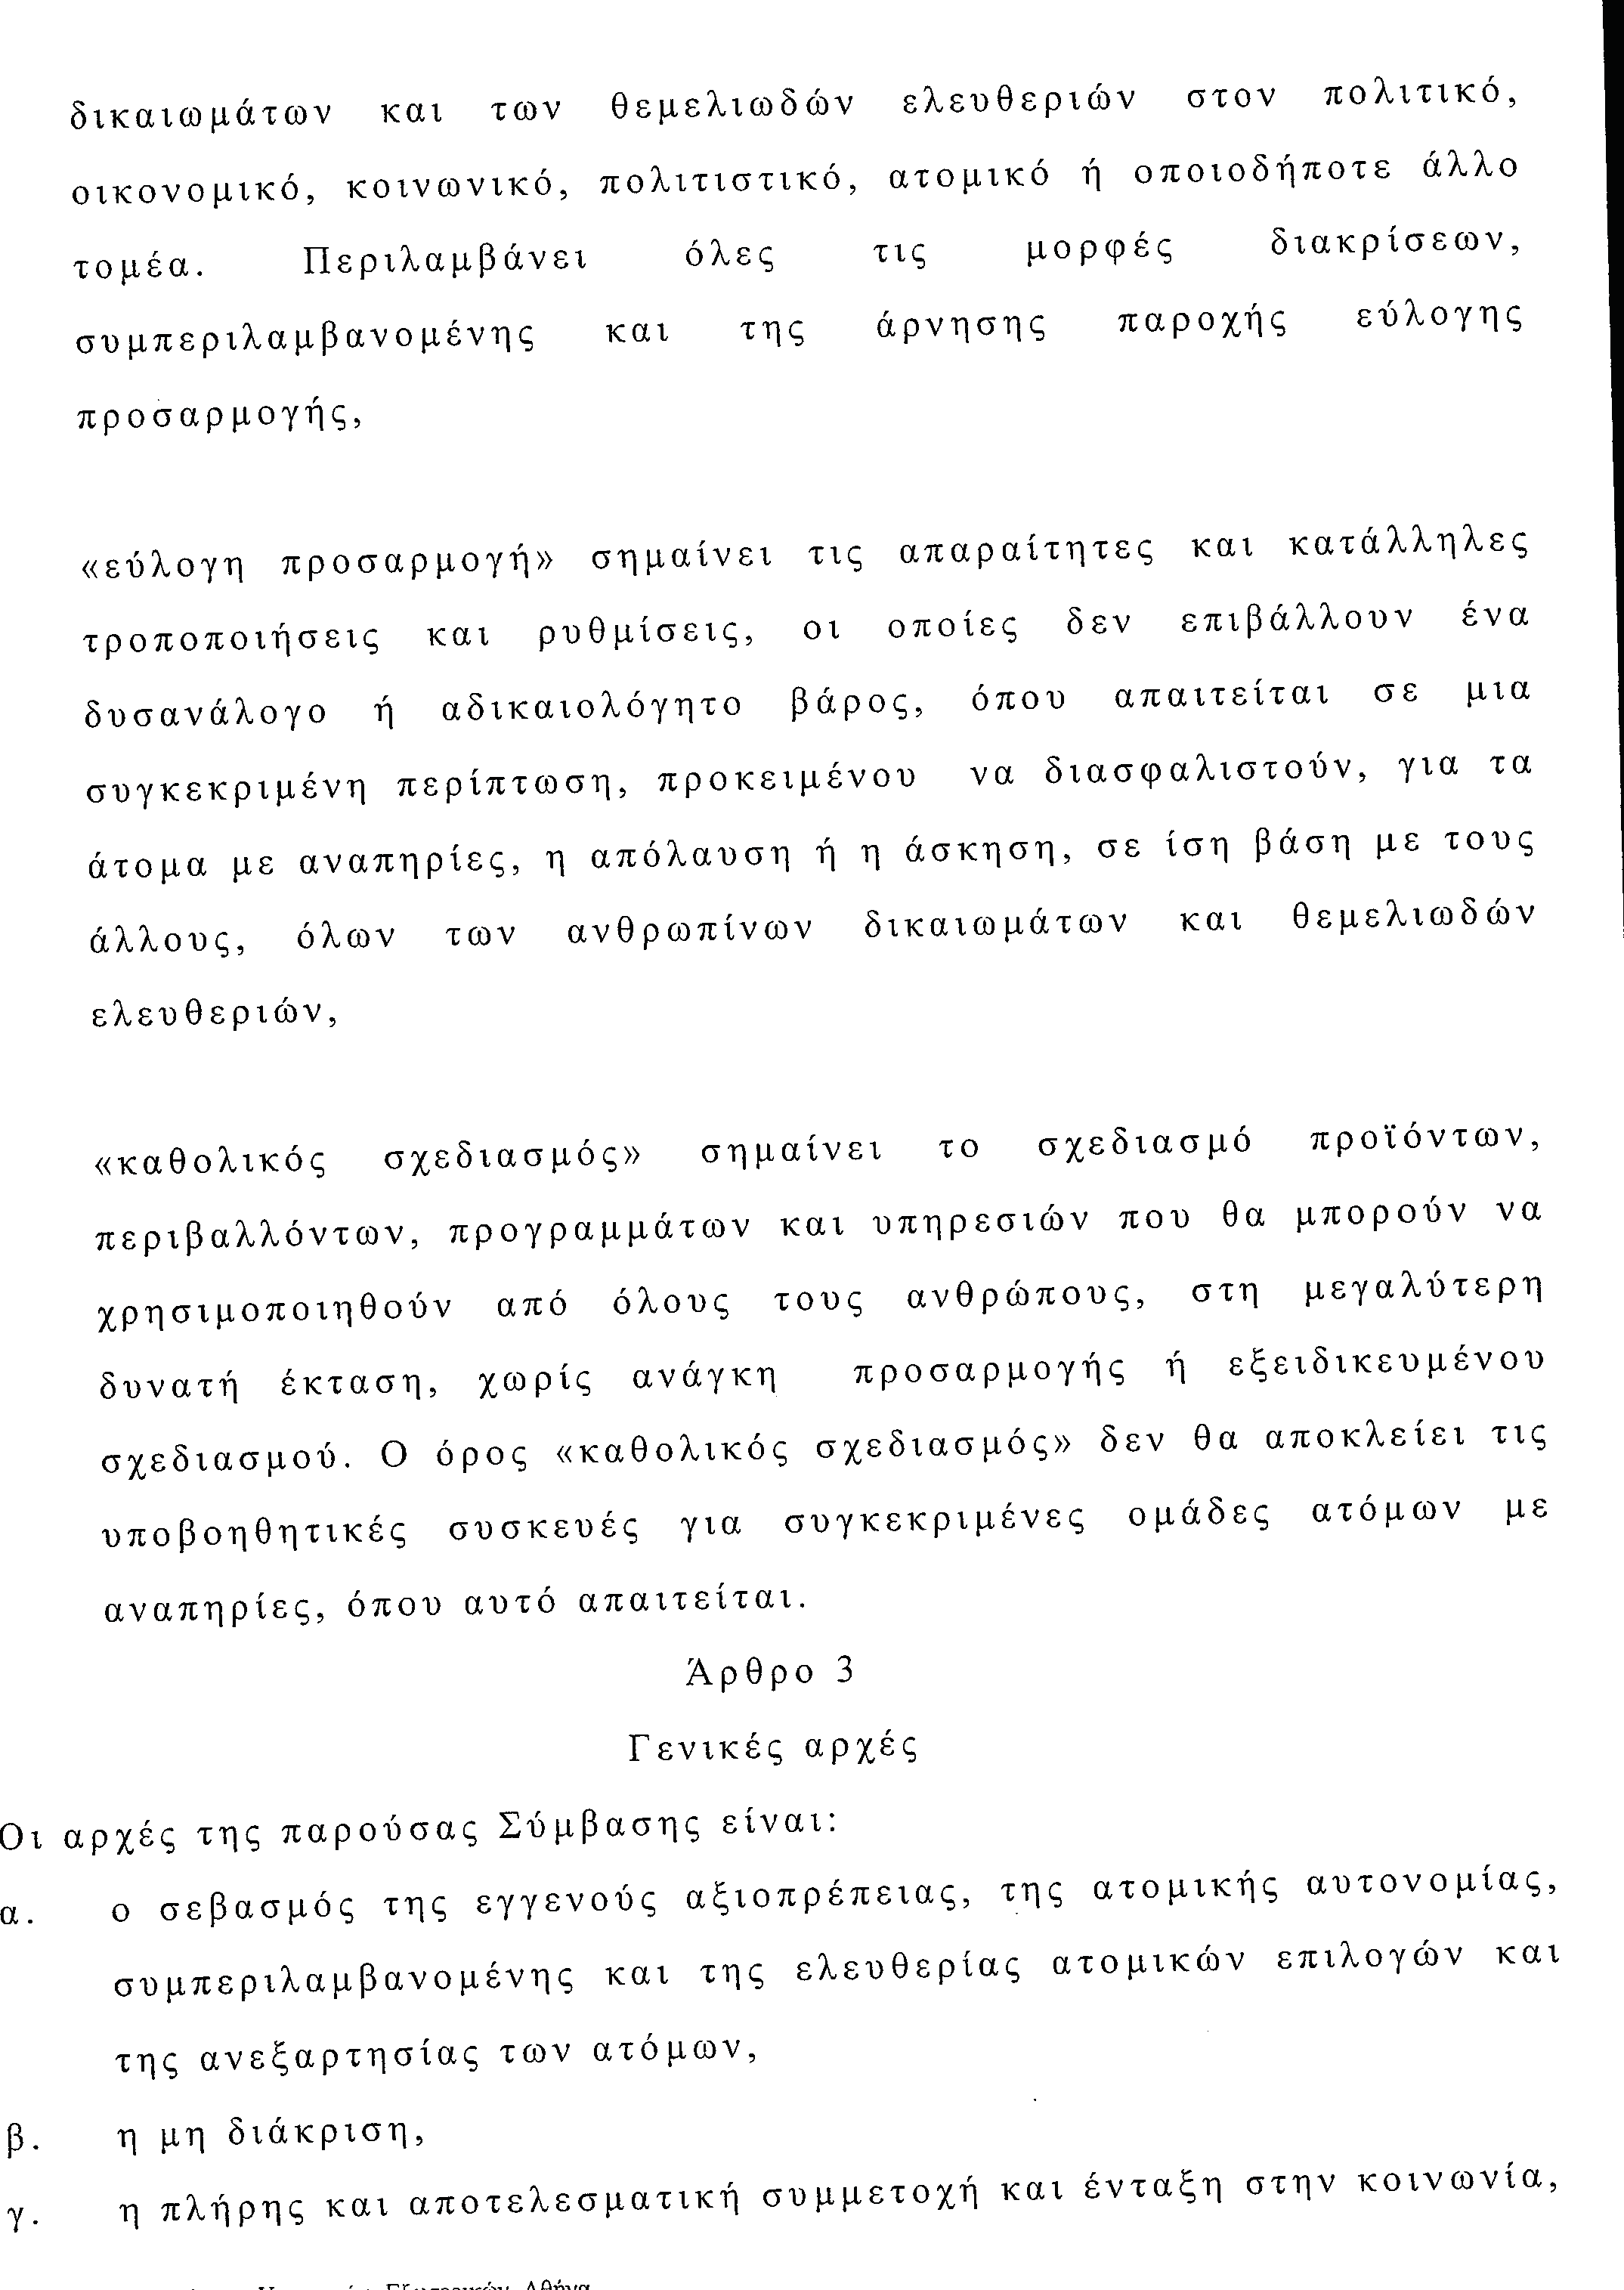 δικαιωμάτων και των θεμελιωδών ελευθεριών στον πολιτικό,
οικονομικό, κοινωνικό, πολιτιστικό, ατομικό ή οποιοδήποτε άλλο
τομέα. Περιλαμβάνει όλες τις μορφές διακρίσεων,
συμπεριλαμβανομένης και της άρνησης παροχής εύλογης
προσαρμογής,
«εύλογη προσαρμογή» σημαίνει τις απαραίτητες και κατάλληλες
τροποποιήσεις και ρυθμίσεις, οι οποίες δεν επιβάλλουν ένα
δυσανάλογο ή αδικαιολόγητο βάρος, όπου απαιτείται σε μια
συγκεκριμένη περίπτωση, προκειμένου να διασφαλιστούν, για τα
άτομα με αναπηρίες, η απόλαυση ή η άσκηση, σε ίση βάση με τους
άλλους, όλων των ανθρωπίνων δικαιωμάτων και θεμελιωδών
ελευθεριών,
«καθολικός σχεδιασμός» σημαίνει το σχεδιασμό προϊόντων,
περιβαλλόντων, προγραμμάτων και υπηρεσιών που θα μπορούν να
χρησιμοποιηθούν από όλους τους ανθρώπους, στη μεγαλύτερη
δυνατή έκταση, χωρίς ανάγκη προσαρμογής ή εξειδικευμένου
σχεδιασμού. Ο όρος «καθολικός σχεδιασμός» δεν θα αποκλείει τις
υποβοηθητικές συσκευές για συγκεκριμένες ομάδες ατόμων με
αναπηρίες, όπου αυτό απαιτείται.
Άρθρο 3
Γενικές αρχές
Οι αρχές της παρούσας Σύμβασης είναι:
α. ο σεβασμός της εγγενούς αξιοπρέπειας, της ατομικής αυτονομίας,
συμπεριλαμβανομένης και της ελευθερίας ατομικών επιλογών και
της ανεξαρτησίας των ατόμων,
β. η μη διάκριση,
γ. η πλήρης και αποτελεσματική συμμετοχή και ένταξη στην κοινωνία,
Εξωτερικών, Αθήνα